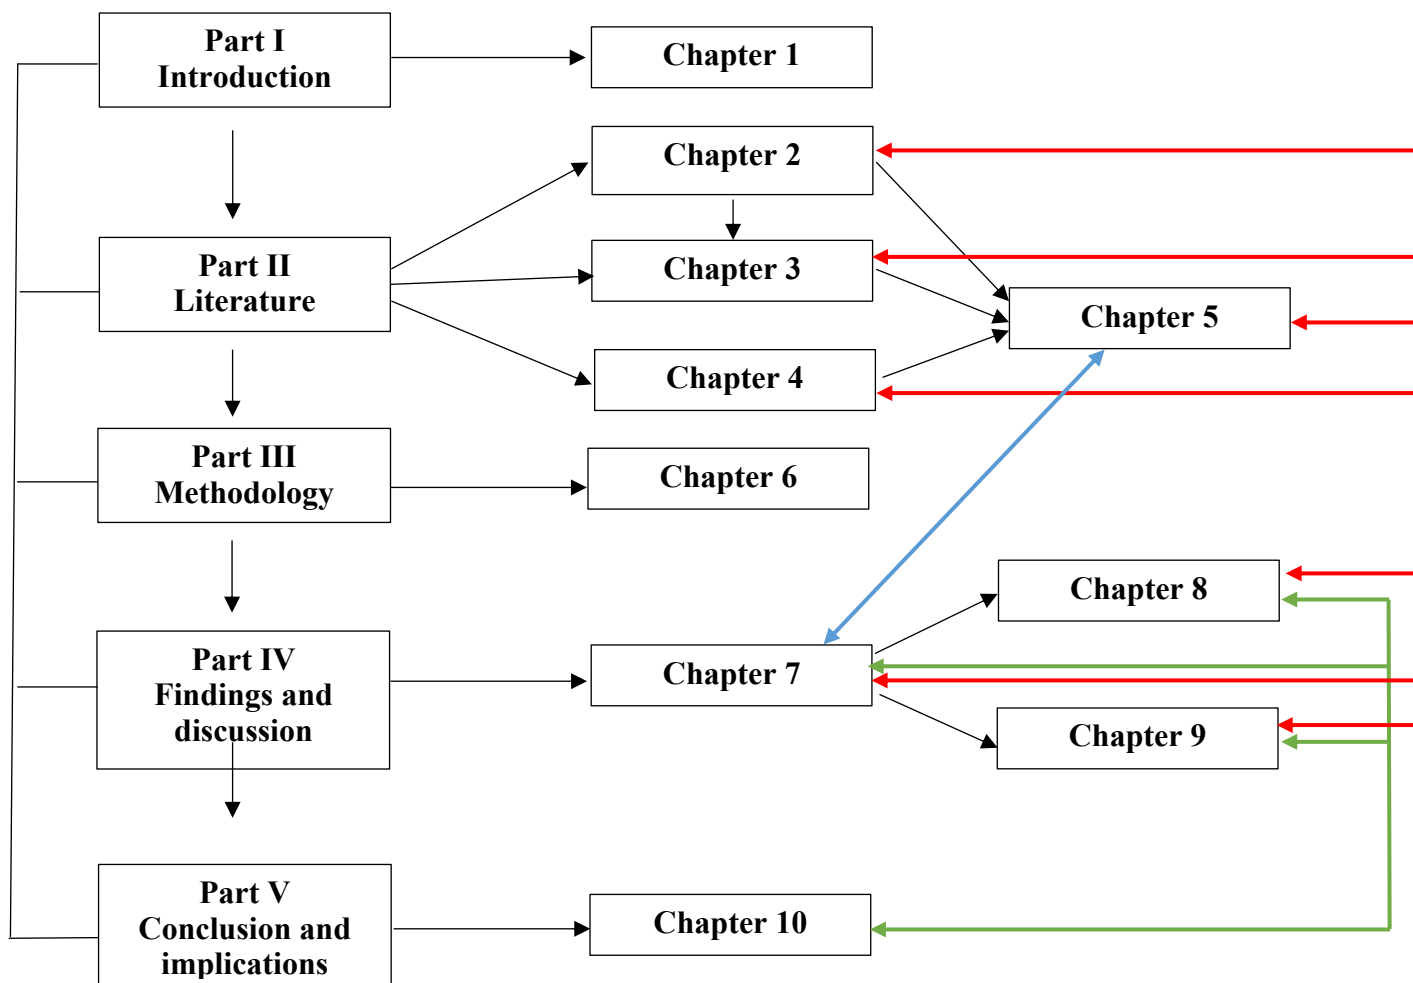 Part I
Introduction
Chapter 1
Chapter 2
Part II
Literature
Chapter 3
Chapter 5
Chapter 4
Part III
Methodology
Chapter 6
Chapter 8
Part IV
Findings and
discussion
Chapter 7
Chapter 9
Part V
Conclusion and
implications
Chapter 10